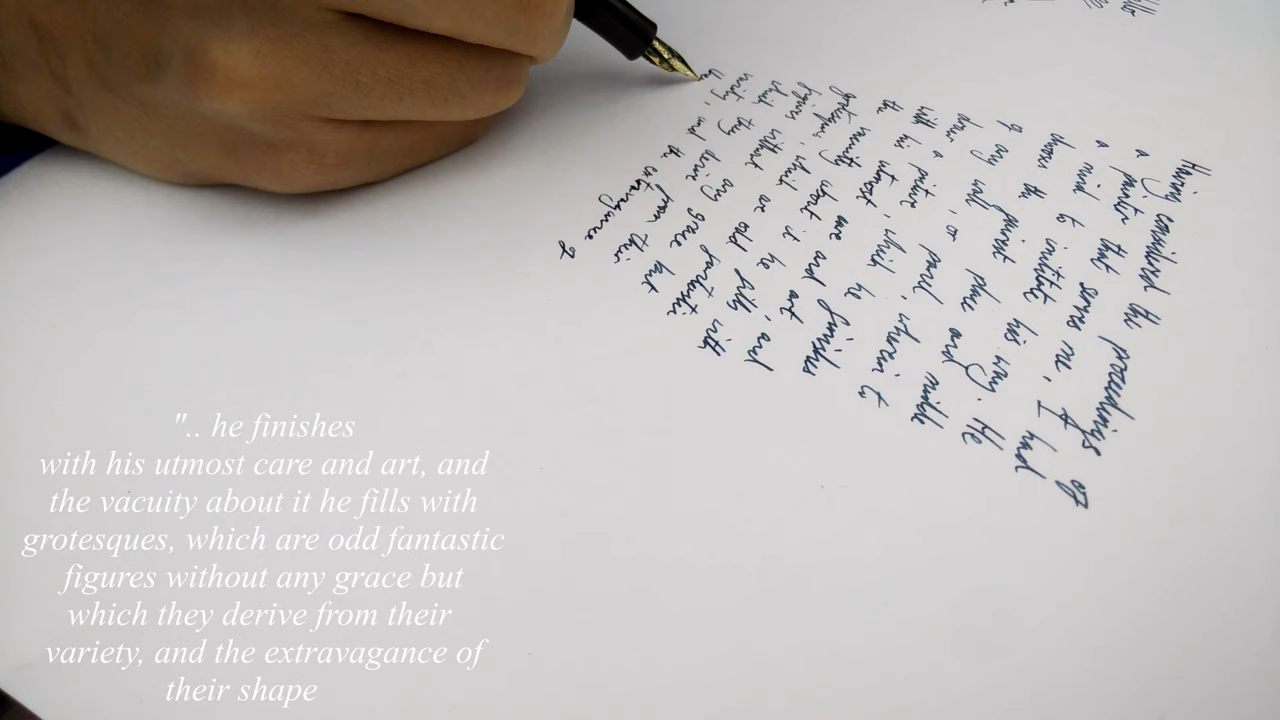 Having considered the proceedings of
a painter that serves me, I had
a mind to imitate his way. He
chooses the fairest place and middle
of any wall, or panel, wherein to
draw a picture, which he finishes
with his utmost care and art, and
the vacuity about it he fills with
grotesques, which are odd fantastic
figures without any grace but
which they derive from their
variety, and the extravagance of
".. he finishes
with his utmost care and art, and
the vacuity about it he fills with
grotesques, which are odd fantastic
figures without any grace but
which they derive from their
variety, and the extravagance of
their shape